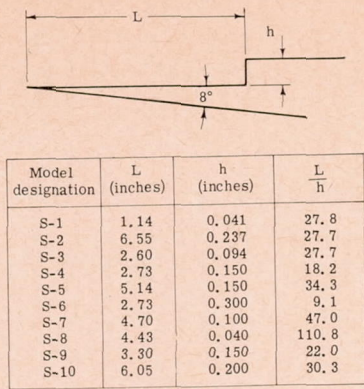 L
h
8°
Model designation L (inches) h (inches) L/h
S-1 1.14 0.041 27.8
S-2 6.55 0.237 27.7
S-3 2.60 0.094 27.7
S-4 2.73 0.150 18.2
S-5 5.14 0.150 34.3
S-6 2.73 0.300 9.1
S-7 4.70 0.100 47.0
S-8 4.43 0.040 110.8
S-9 3.30 0.150 22.0
S-10 6.05 0.200 30.3